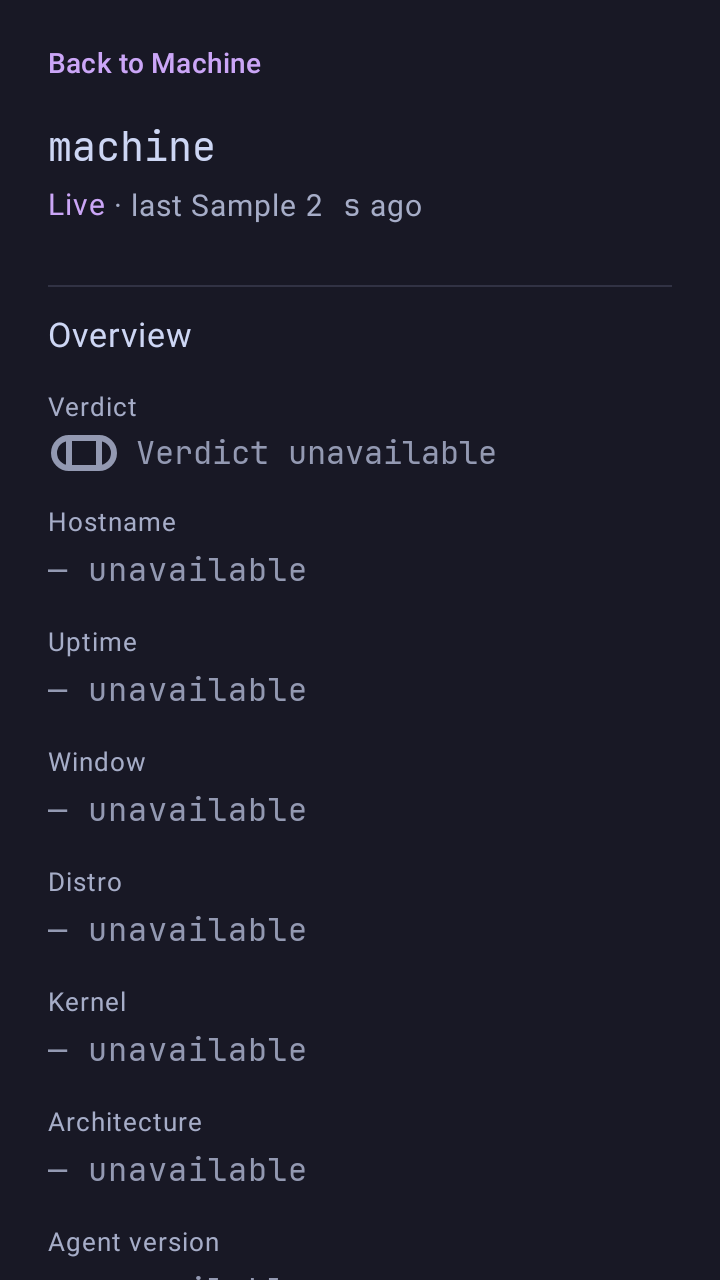 Back to Machine
machine
Live · last Sample 2 s ago
Overview
Verdict
Verdict unavailable
Hostname
— unavailable
Uptime
— unavailable
Window
— unavailable
Distro
— unavailable
Kernel
— unavailable
Architecture
— unavailable
Agent version